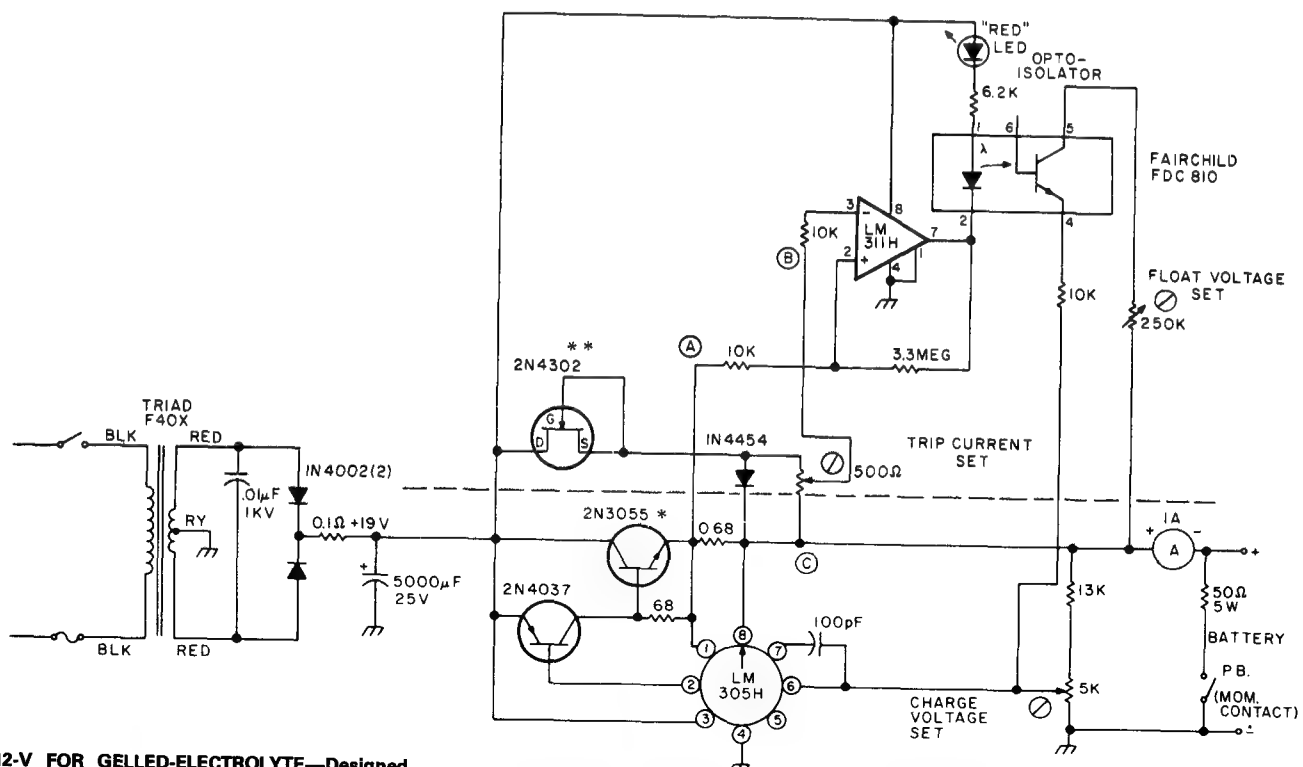 "RED"
LED
OPTO-
ISOLATOR
6.2K
1
6
5
λ
FAIRCHILD
FDC 810
3
-
8
10K
LM
311H
7
2
4
B
2
+
4
1
10K
FLOAT VOLTAGE
SET
250K
A
10K
3.3MEG
**
2N4302
G
D
S
TRIAD
F40X
BLK
RED
1N4454
500Ω
TRIP CURRENT
SET
.01μF
1KV
1N4002(2)
RY
0.1Ω
+19V
2N3055 *
0.68
C
1A
+
-
A
+
+
5000μF
25V
2N4037
68
13K
50Ω
5W
100pF
BATTERY
1
8
7
BLK
RED
2
LM
305H
6
5K
P.B.
(MOM.
CONTACT)
3
5
CHARGE
VOLTAGE
SET
4
-
12-V FOR GELLED-ELECTROLYTE—Designed